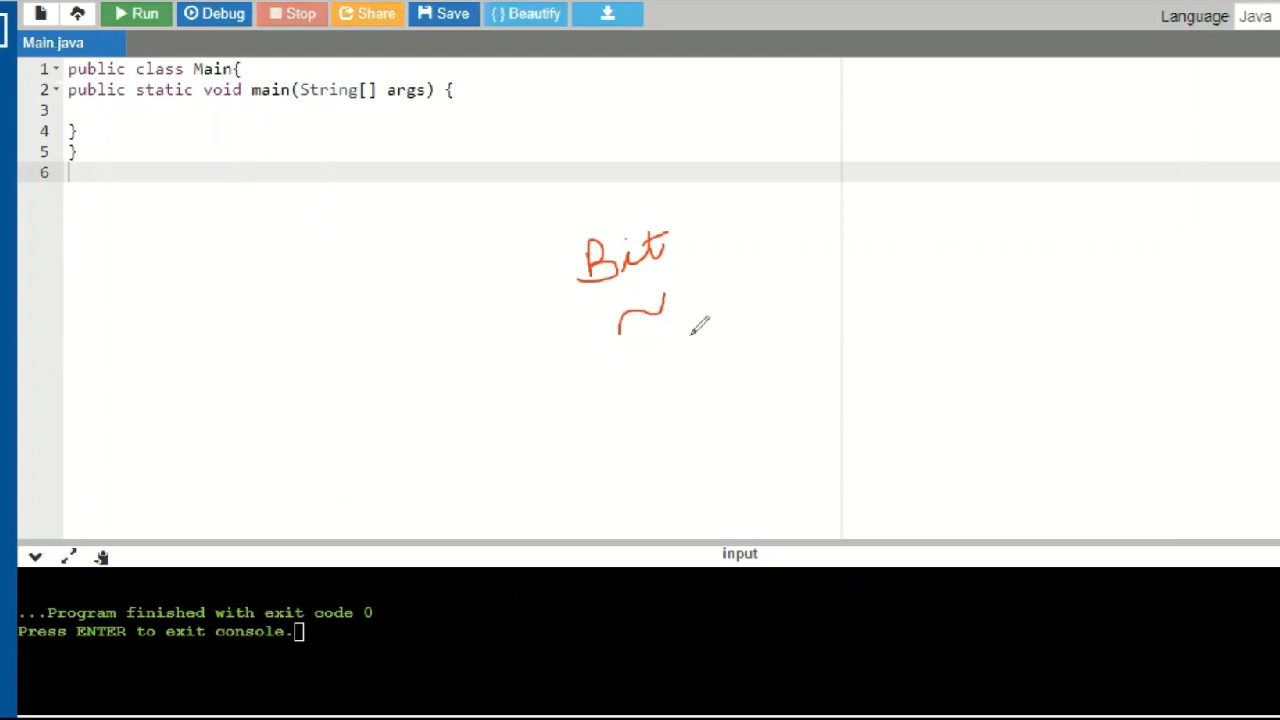 Run Debug Stop Share Save { } Beautify Language Java
Main.java
1 public class Main{
2 public static void main(String[] args) {
3
4 }
5 }
6
Bit
~
input
...Program finished with exit code 0
Press ENTER to exit console.